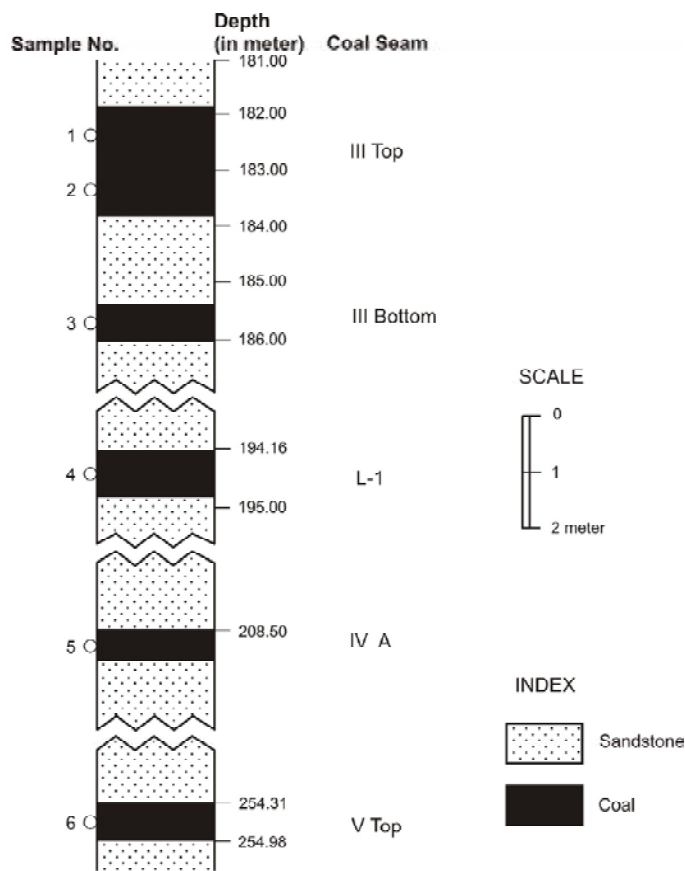 Depth
Sample No. (in meter) Coal Seam
181.00
182.00
1
III Top
183.00
2
184.00
185.00
III Bottom
3
186.00
SCALE
0
194.16
1
4
L-1
195.00
2 meter
208.50
IV A
5
INDEX
Sandstone
254.31
Coal
6
V Top
254.98